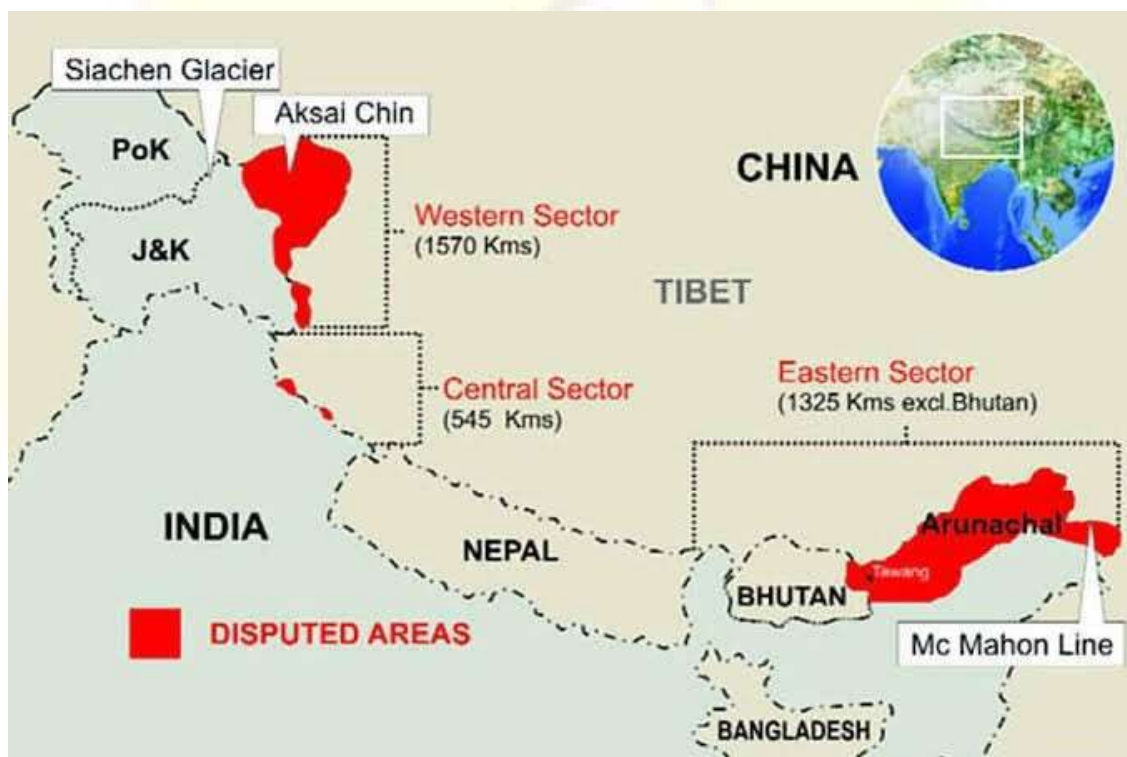 Siachen Glacier
Aksai Chin
PoK
CHINA
Western Sector
(1570 Kms)
J&K
TIBET
Eastern Sector
(1325 Kms excl.Bhutan)
Central Sector
(545 Kms)
INDIA
NEPAL
Arunachal
Tawang
BHUTAN
DISPUTED AREAS
Mc Mahon Line
BANGLADESH